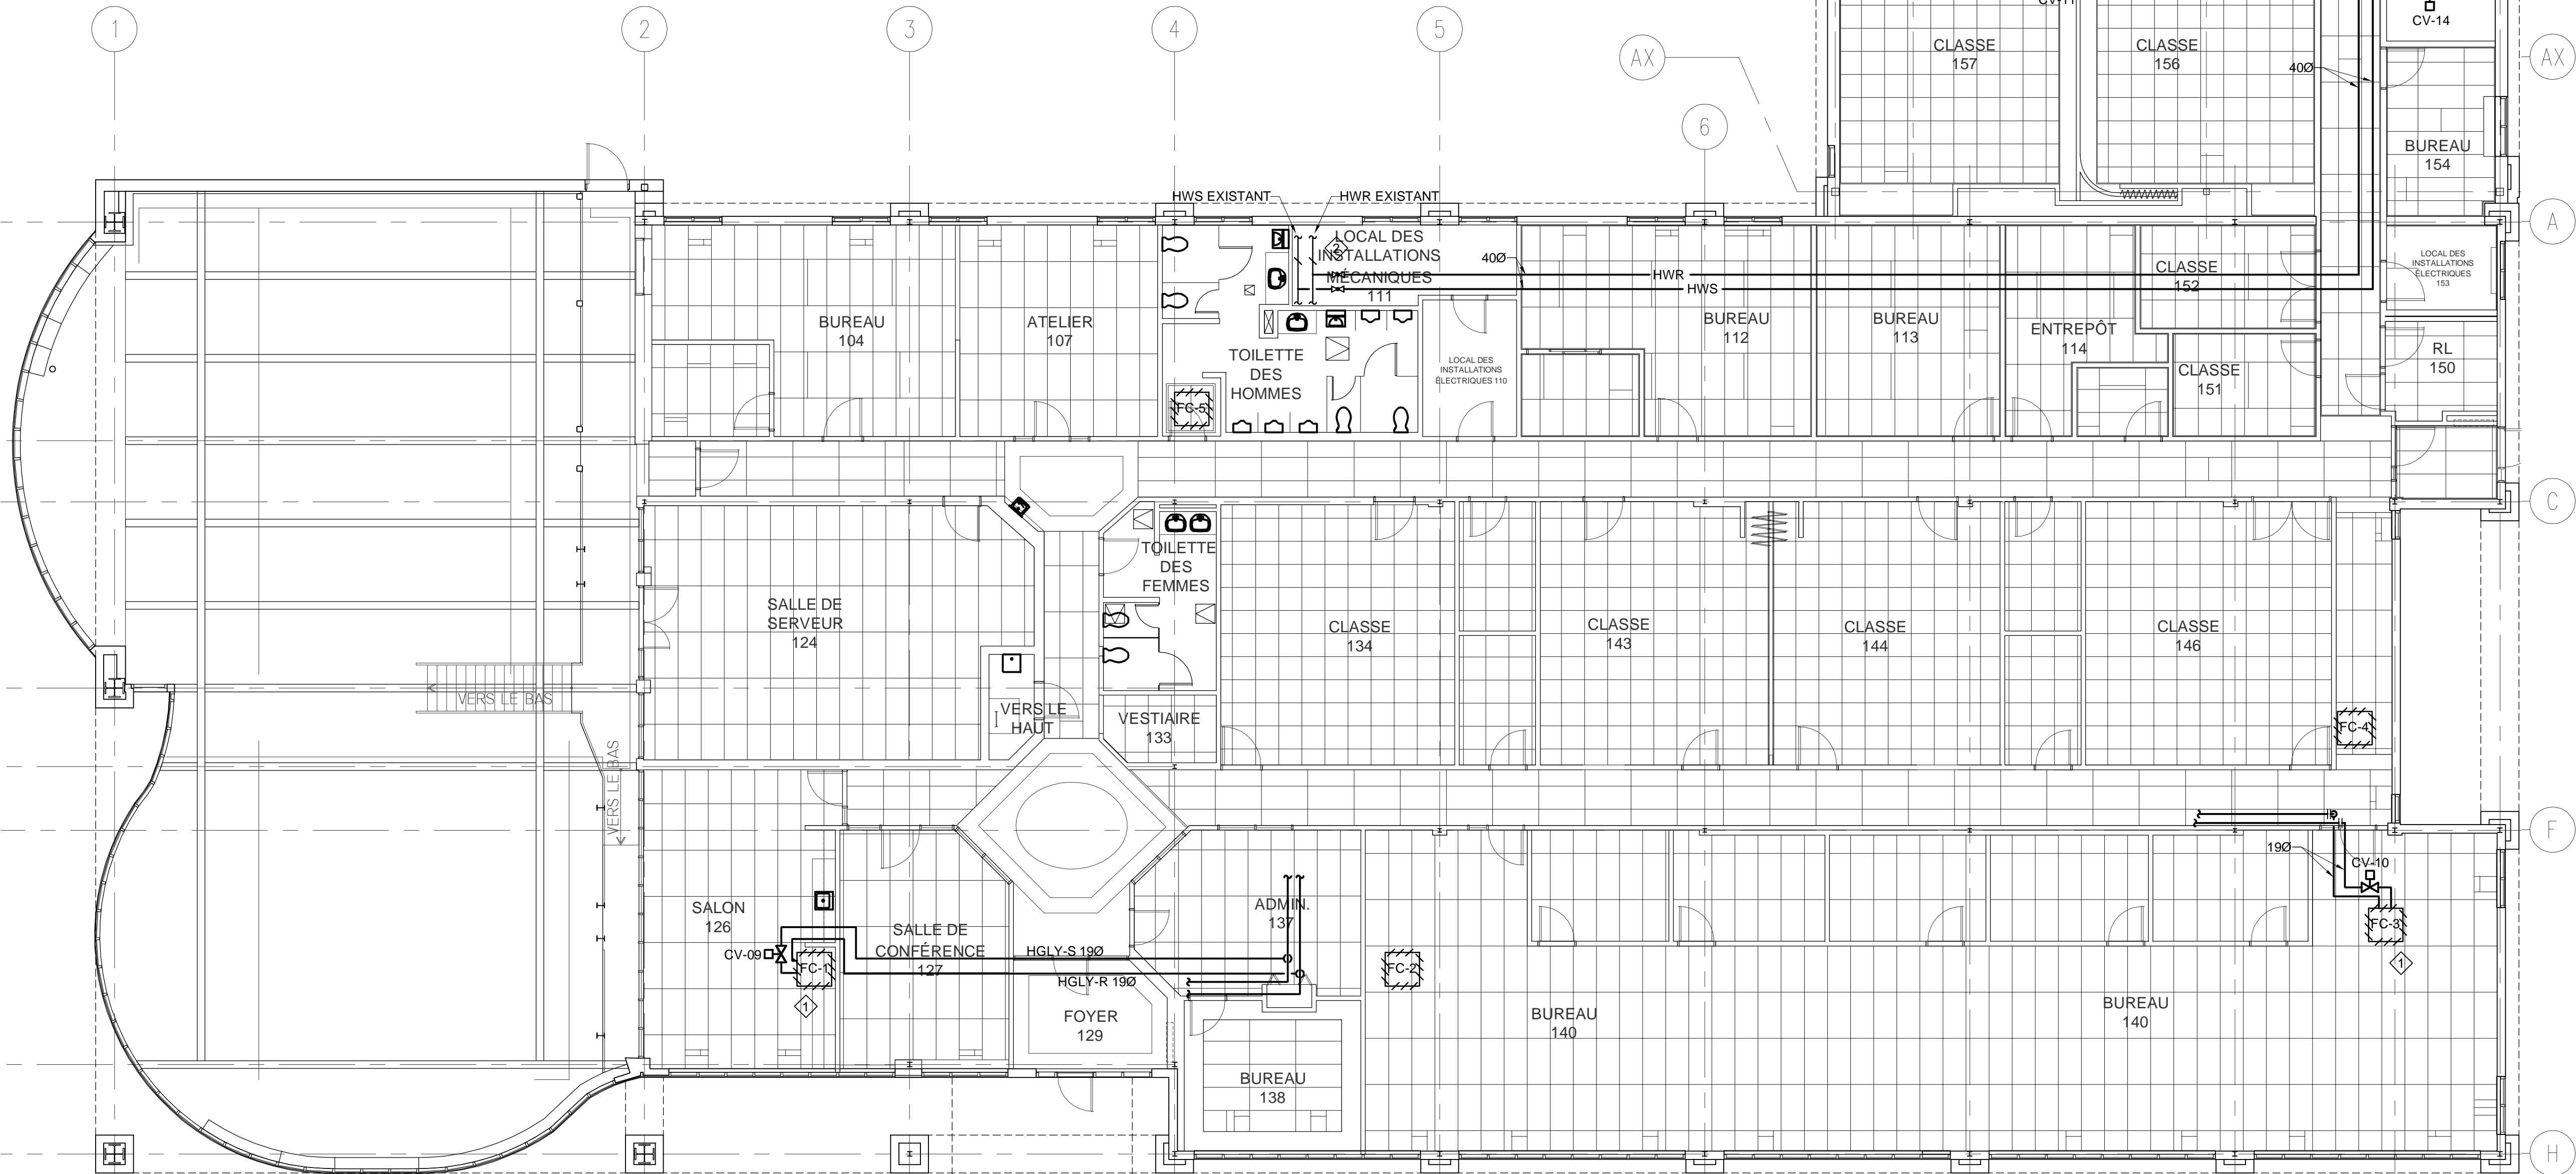 1
2
3
4
5
6
AX
AX
CV-11
CV-14
CLASSE
157
CLASSE
156
40Ø
BUREAU
154
A
HWS EXISTANT
HWR EXISTANT
2
LOCAL DES
INSTALLATIONS
MÉCANIQUES
111
40Ø
HWR
HWS
BUREAU
104
ATELIER
107
TOILETTE
DES
HOMMES
FC-5
LOCAL DES
INSTALLATIONS
ÉLECTRIQUES 110
BUREAU
112
BUREAU
113
ENTREPÔT
114
CLASSE
152
CLASSE
151
LOCAL DES
INSTALLATIONS
ÉLECTRIQUES
153
RL
150
C
SALLE DE
SERVEUR
124
TOILETTE
DES
FEMMES
VERS LE
HAUT
VESTIAIRE
133
CLASSE
134
CLASSE
143
CLASSE
144
CLASSE
146
FC-4
VERS LE BAS
VERS LE BAS
F
SALON
126
CV-09
FC-1
1
SALLE DE
CONFÉRENCE
127
HGLY-S 19Ø
HGLY-R 19Ø
FOYER
129
ADMIN.
137
BUREAU
138
FC-2
BUREAU
140
BUREAU
140
19Ø
CV-10
FC-3
1
H